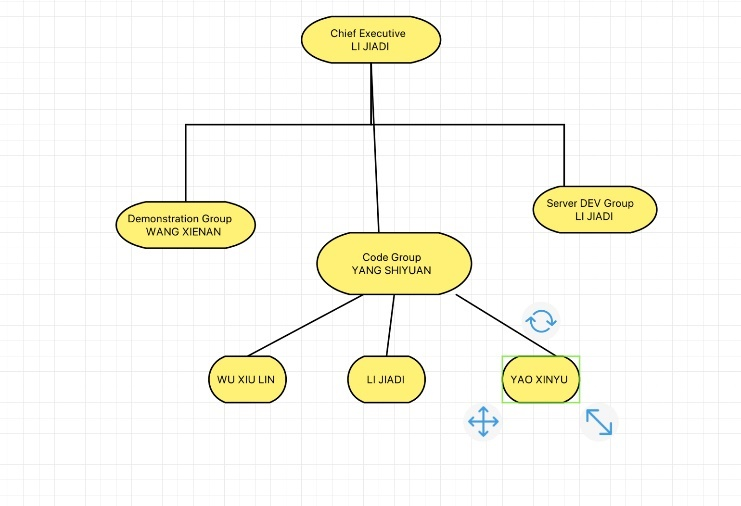 Chief Executive
LI JIADI
Demonstration Group
WANG XIENAN
Server DEV Group
LI JIADI
Code Group
YANG SHIYUAN
WU XIU LIN
LI JIADI
YAO XINYU